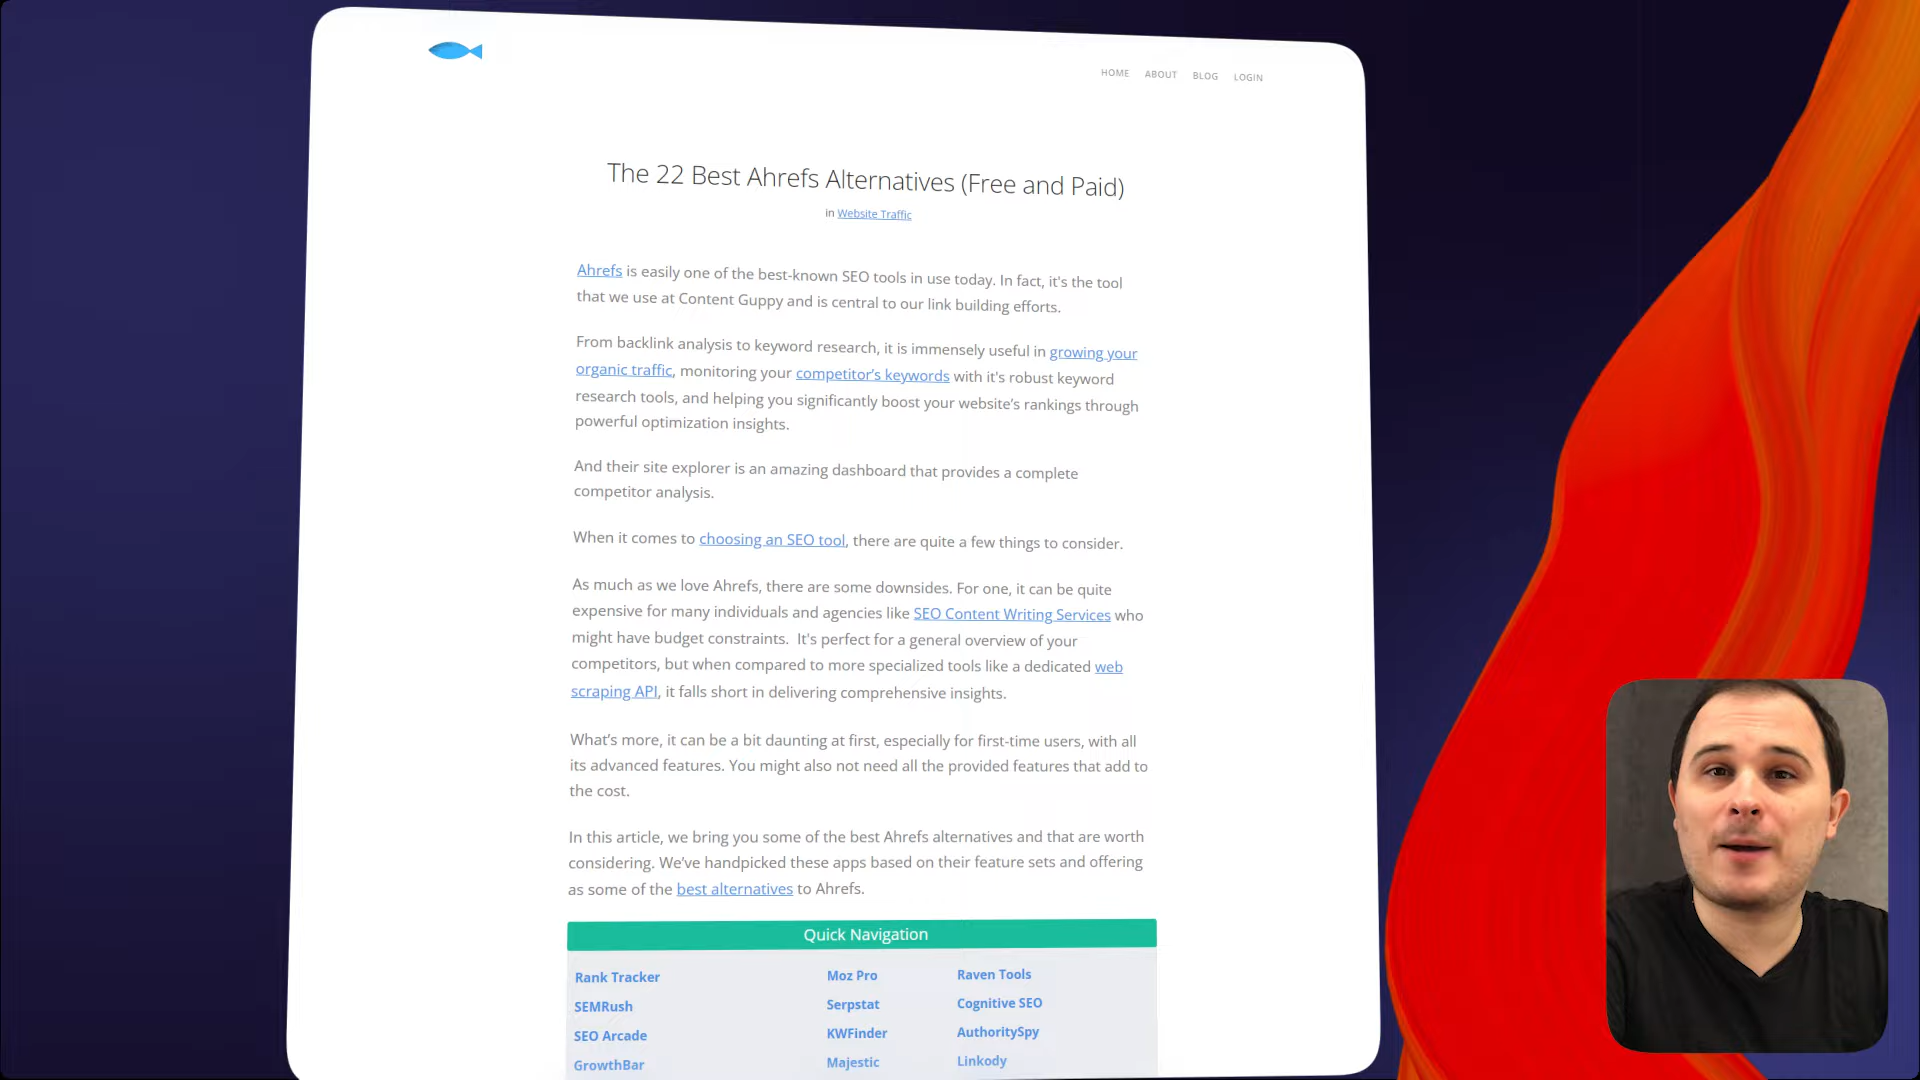 HOME ABOUT BLOG LOGIN
The 22 Best Ahrefs Alternatives (Free and Paid)
in Website Traffic
Ahrefs is easily one of the best-known SEO tools in use today. In fact, it's the tool
that we use at Content Guppy and is central to our link building efforts.
From backlink analysis to keyword research, it is immensely useful in growing your
organic traffic, monitoring your competitor's keywords with it's robust keyword
research tools, and helping you significantly boost your website's rankings through
powerful optimization insights.
And their site explorer is an amazing dashboard that provides a complete
competitor analysis.
When it comes to choosing an SEO tool, there are quite a few things to consider.
As much as we love Ahrefs, there are some downsides. For one, it can be quite
expensive for many individuals and agencies like SEO Content Writing Services who
might have budget constraints. It's perfect for a general overview of your
competitors, but when compared to more specialized tools like a dedicated web
scraping API, it falls short in delivering comprehensive insights.
What's more, it can be a bit daunting at first, especially for first-time users, with all
its advanced features. You might also not need all the provided features that add to
the cost.
In this article, we bring you some of the best Ahrefs alternatives and that are worth
considering. We've handpicked these apps based on their feature sets and offering
as some of the best alternatives to Ahrefs.
Quick Navigation
Rank Tracker Moz Pro Raven Tools
SEMRush Serpstat Cognitive SEO
SEO Arcade KWFinder AuthoritySpy
GrowthBar Majestic Linkody